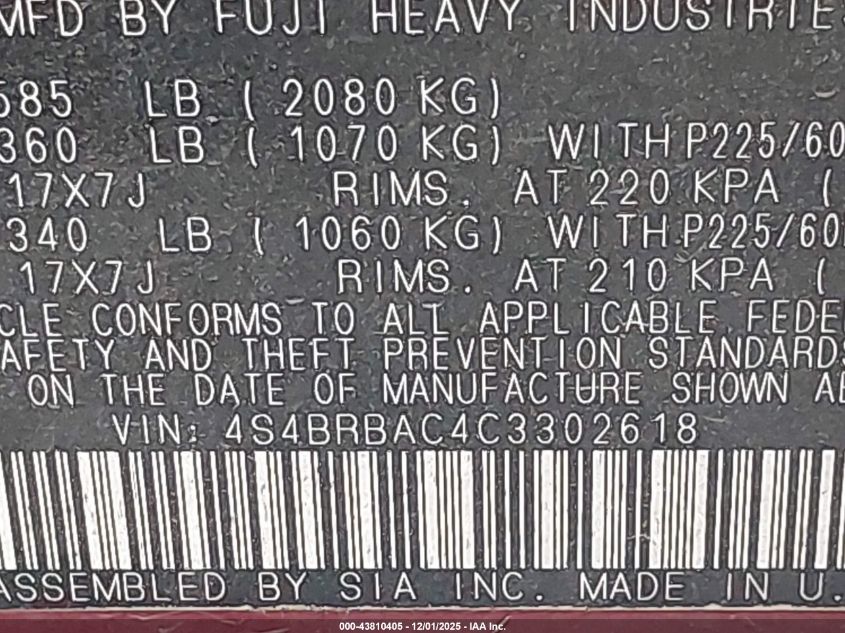 MFD BY FUJI HEAVY INDUSTRIES
585 LB ( 2080 KG)
360 LB ( 1070 KG) WITH P225/60
17X7J RIMS. AT 220 KPA (
340 LB ( 1060 KG) WITH P225/60
17X7J RIMS. AT 210 KPA (
CLE CONFORMS TO ALL APPLICABLE FEDE
AFETY AND THEFT PREVENTION STANDARDS
ON THE DATE OF MANUFACTURE SHOWN AB
VIN: 4S4BRBAC4C3302618
ASSEMBLED BY SIA INC. MADE IN U.
000-43810405 - 12/01/2025 - IAA Inc.